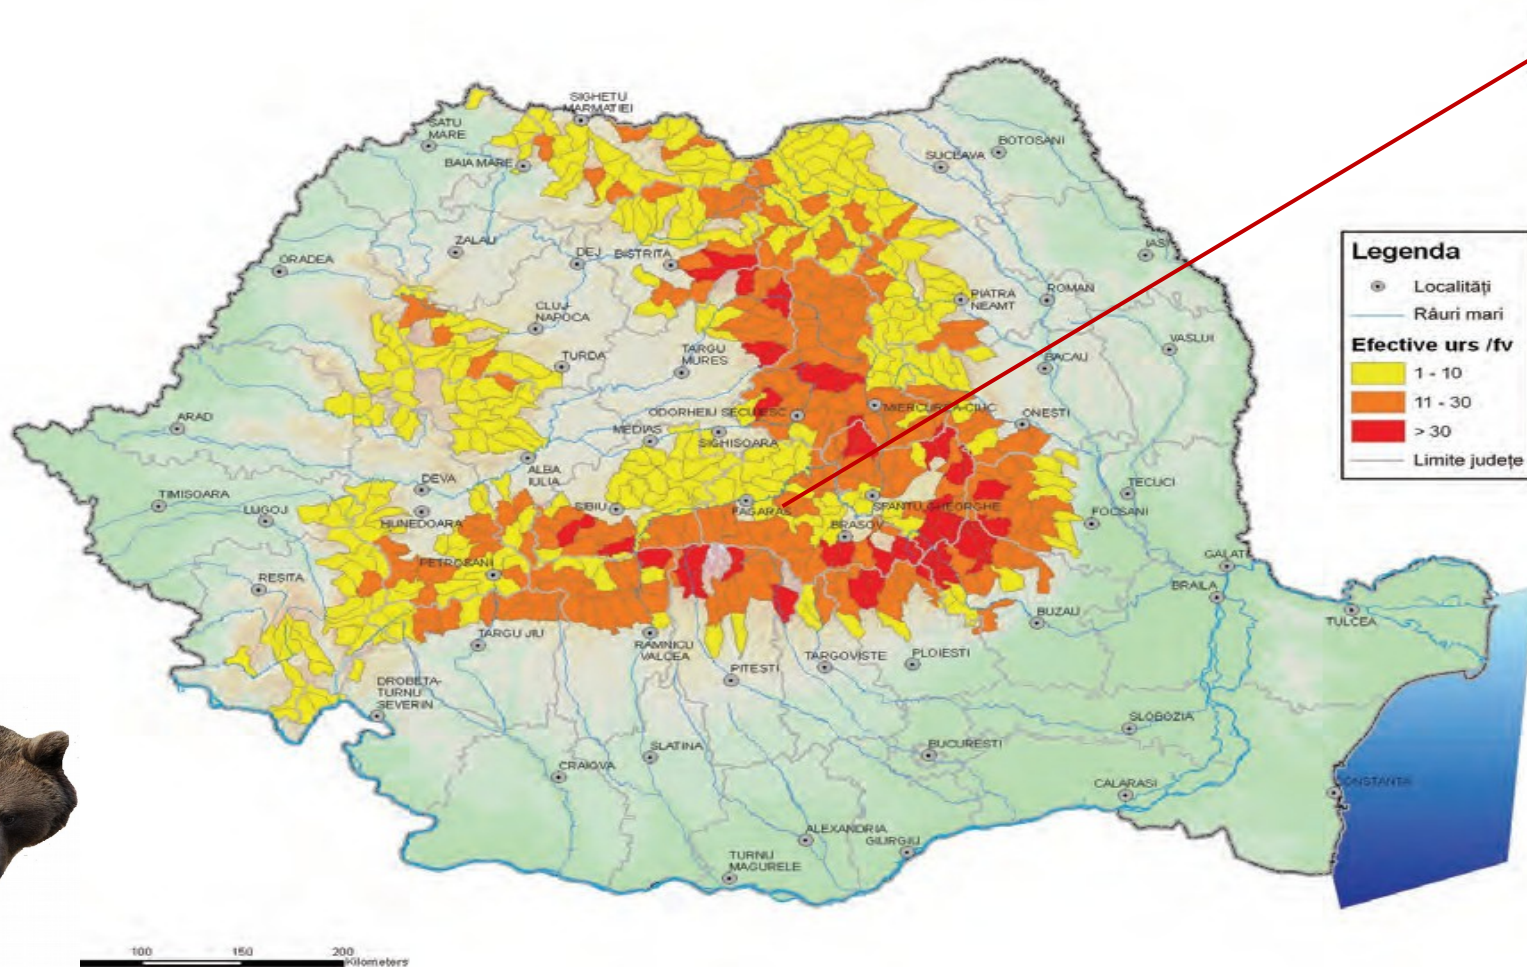 SIGHETU
MARMATIEI
SATU
MARE
BOTOSANI
SUCEAVA
BAIA MARE
ZALAU
DEJ
BISTRITA
ORADEA
IASI
PIATRA
NEAMT
ROMAN
CLUJ-
NAPOCA
TARGU
MURES
TURDA
VASLUI
BACAU
ARAD
ODORHEIU SECUIESC
MIERCUREA-CIUC
ONESTI
MEDIAS
SIGHISOARA
ALBA
IULIA
DEVA
TECUCI
TIMISOARA
LUGOJ
HUNEDOARA
SIBIU
FAGARAS
SFANTU GHEORGHE
BRASOV
FOCSANI
PETROSANI
GALATI
RESITA
BRAILA
BUZAU
TULCEA
TARGU JIU
RAMNICU
VALCEA
TARGOVISTE
PLOIESTI
PITESTI
DROBETA-
TURNU
SEVERIN
SLOBOZIA
SLATINA
BUCURESTI
CRAIOVA
CALARASI
CONSTANTA
ALEXANDRIA
GIURGIU
TURNU
MAGURELE
Legenda
Localități
Râuri mari
Efective urs /fv
1 - 10
11 - 30
> 30
Limite județe
100 150 200
Kilometers